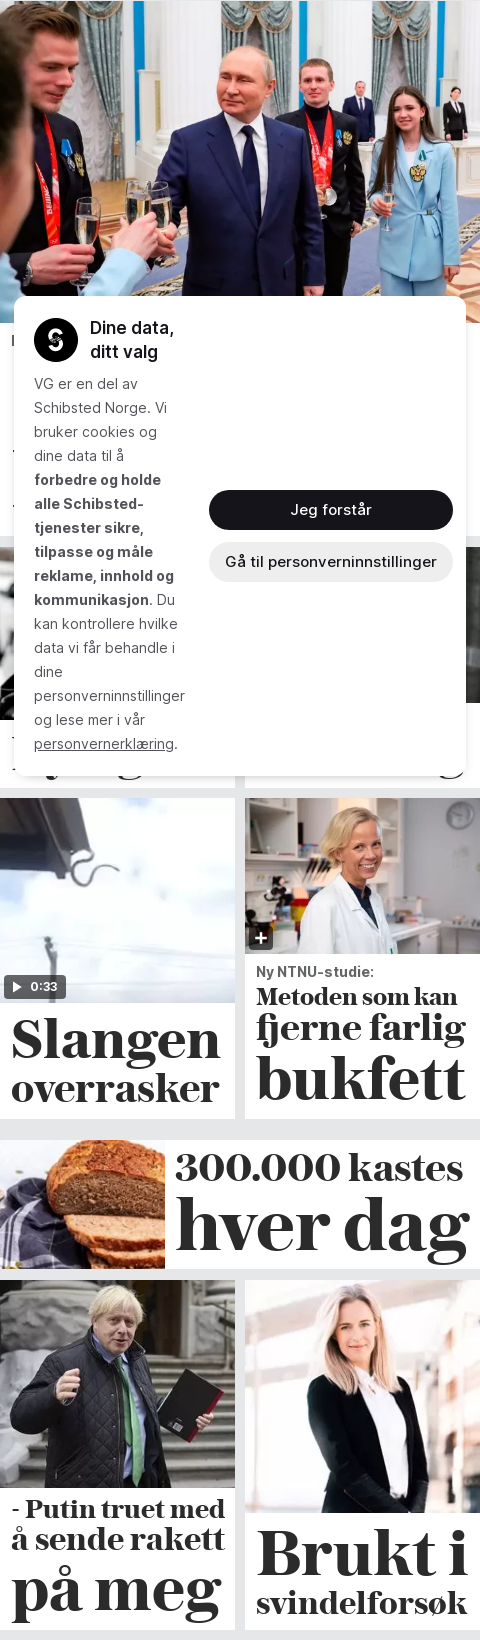 Dine data,
ditt valg
VG er en del av
Schibsted Norge. Vi
bruker cookies og
dine data til å
forbedre og holde
alle Schibsted-
tjenester sikre,
tilpasse og måle
reklame, innhold og
kommunikasjon. Du
kan kontrollere hvilke
data vi får behandle i
dine
personverninnstillinger
og lese mer i vår
personvernerklæring.
Jeg forstår
Gå til personverninnstillinger
0:33
Slangen
overrasker
Ny NTNU-studie:
Metoden som kan
fjerne farlig
bukfett
300.000 kastes
hver dag
- Putin truet med
å sende rakett
på meg
Brukt i
svindelforsøk